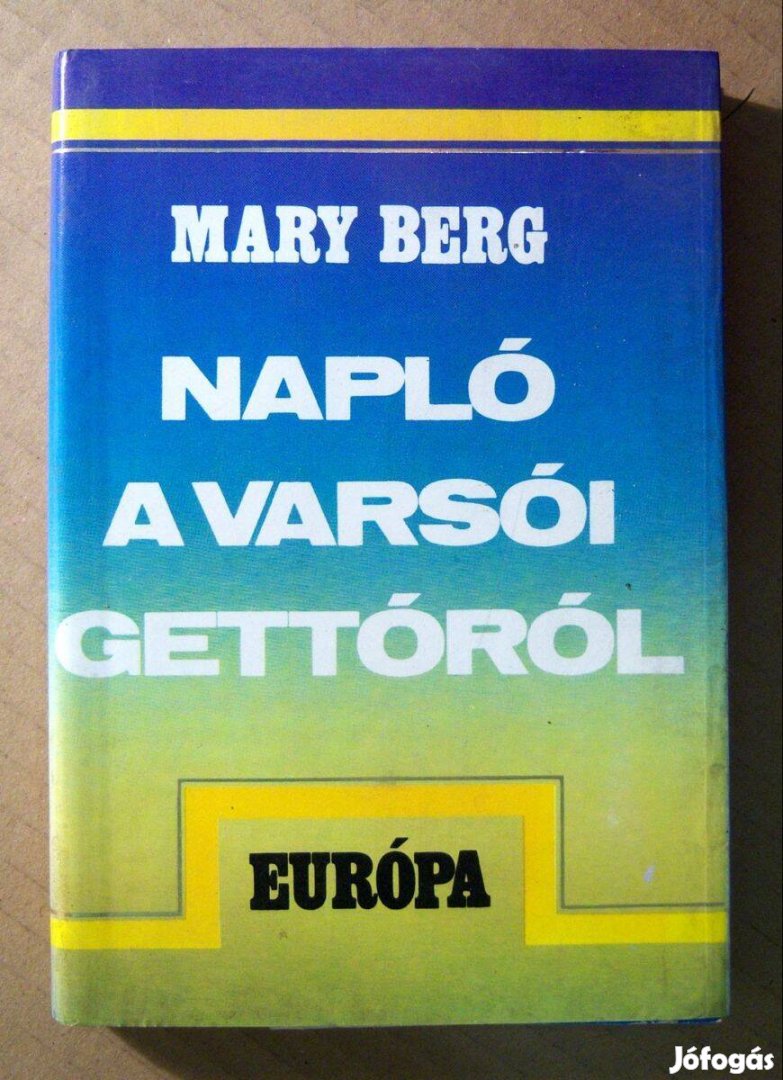 MARY BERG
NAPLÓ
A VARSÓI
GETTÓRÓL
EURÓPA
Jófogás